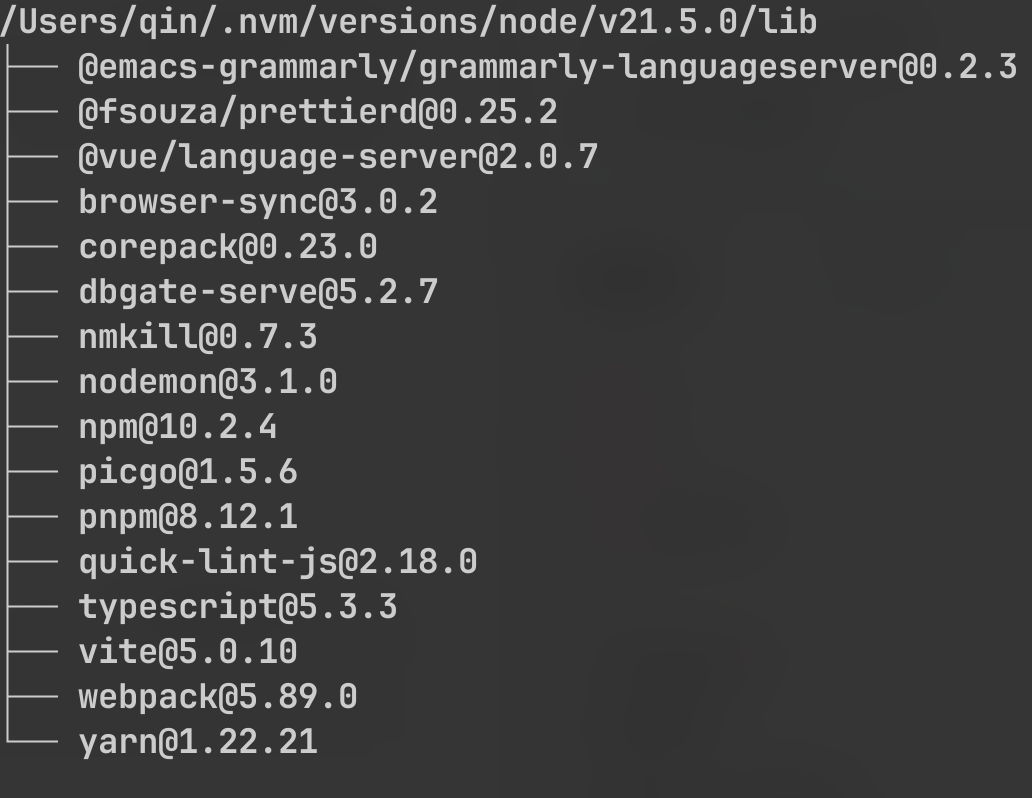 /Users/qin/.nvm/versions/node/v21.5.0/lib
├── @emacs-grammarly/grammarly-languageserver@0.2.3
├── @fsouza/prettierd@0.25.2
├── @vue/language-server@2.0.7
├── browser-sync@3.0.2
├── corepack@0.23.0
├── dbgate-serve@5.2.7
├── nmkill@0.7.3
├── nodemon@3.1.0
├── npm@10.2.4
├── picgo@1.5.6
├── pnpm@8.12.1
├── quick-lint-js@2.18.0
├── typescript@5.3.3
├── vite@5.0.10
├── webpack@5.89.0
└── yarn@1.22.21